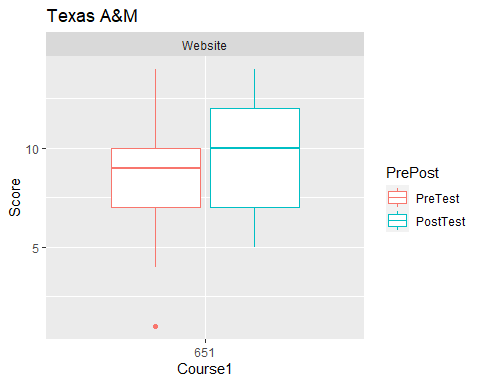 Texas A&M
Website
10
5
Score
651
Course1
PrePost
PreTest
PostTest